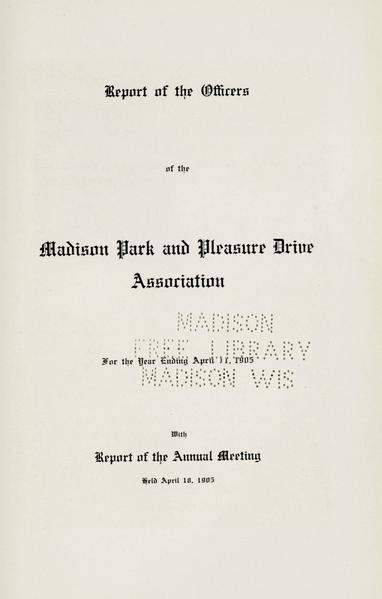 Report of the Officers
of the
Madison Park and Pleasure Drive
Association
MADISON
FREE LIBRARY
For the Year Ending April 11, 1905
MADISON WIS
With
Report of the Annual Meeting
Held April 18, 1905